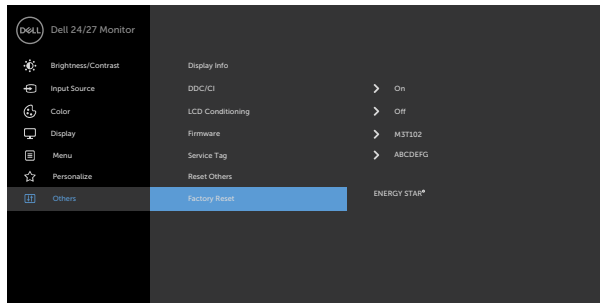 DELL Dell 24/27 Monitor
Brightness/Contrast Display Info
Input Source DDC/CI On
Color LCD Conditioning Off
Display Firmware M3T102
Menu Service Tag ABCDEFG
Personalize Reset Others
Others Factory Reset ENERGY STAR®